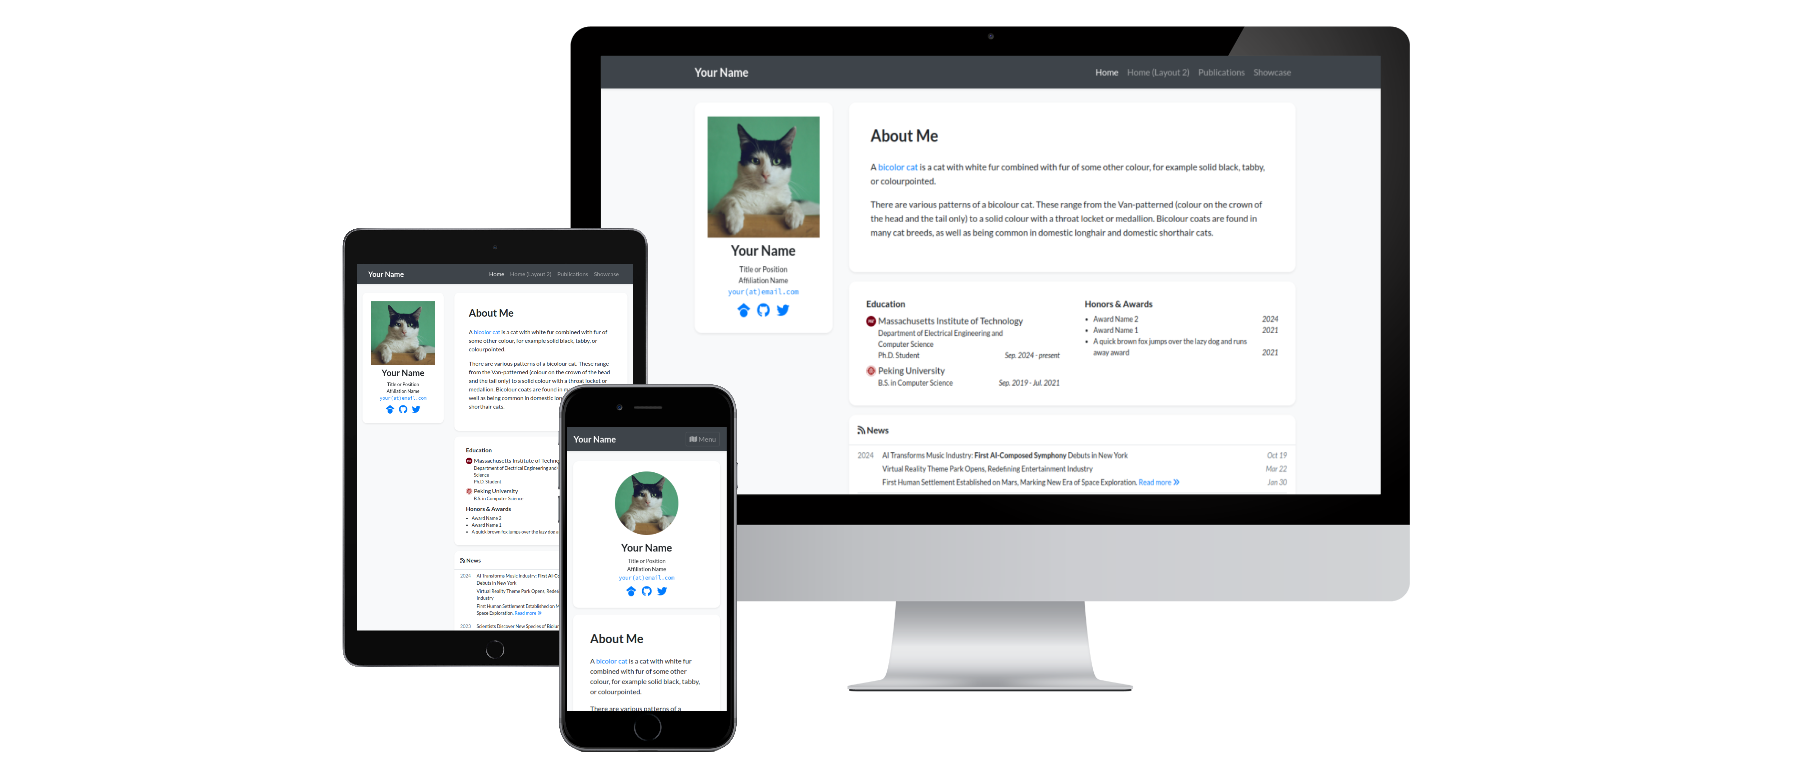 Your Name
Home Home (Layout 2) Publications Showcase
Your Name
Title or Position
Affiliation Name
your(at)email.com
About Me
A bicolor cat is a cat with white fur combined with fur of some other colour, for example solid black, tabby,
or colourpointed.
There are various patterns of a bicolour cat. These range from the Van-patterned (colour on the crown of
the head and the tail only) to a solid colour with a throat locket or medallion. Bicolour coats are found in
many cat breeds, as well as being common in domestic longhair and domestic shorthair cats.
Education
Massachusetts Institute of Technology
Department of Electrical Engineering and
Computer Science
Ph.D. Student Sep. 2024 - present
Peking University
B.S. in Computer Science Sep. 2019 - Jul. 2021
Honors & Awards
• Award Name 2 2024
• Award Name 1 2021
• A quick brown fox jumps over the lazy dog and runs
away award 2021
News
2024 AI Transforms Music Industry: First AI-Composed Symphony Debuts in New York Oct 19
Virtual Reality Theme Park Opens, Redefining Entertainment Industry Mar 22
First Human Settlement Established on Mars, Marking New Era of Space Exploration. Read more » Jan 30
Your Name
Home Home (Layout 2) Publications Showcase
Your Name
Title or Position
Affiliation Name
your(at)email.com
About Me
A bicolor cat is a cat with white fur combined with fur of
some other colour, for example solid black, tabby, or
colourpointed.
There are various patterns of a bicolour cat. These range
from the Van-patterned (colour on the crown of the head
and the tail only) to a solid colour with a throat locket or
medallion. Bicolour coats are found in
well as being common in domestic
shorthair cats.
Education
Massachusetts Institute of
Department of Electrical Engineering and
Science
Ph.D. Student
Peking University
B.S. in Computer Science
Honors & Awards
• Award Name 2
• Award Name 1
• A quick brown fox jumps over the lazy
News
2024 AI Transforms Music Industry: First
Debuts in New York
Virtual Reality Theme Park Opens,
Industry
First Human Settlement Established on
Space Exploration. Read more »
2023 Scientists Discover New Species of
Your Name
Menu
Your Name
Title or Position
Affiliation Name
your(at)email.com
About Me
A bicolor cat is a cat with white fur
combined with fur of some other
colour, for example solid black, tabby,
or colourpointed.
There are various patterns of a